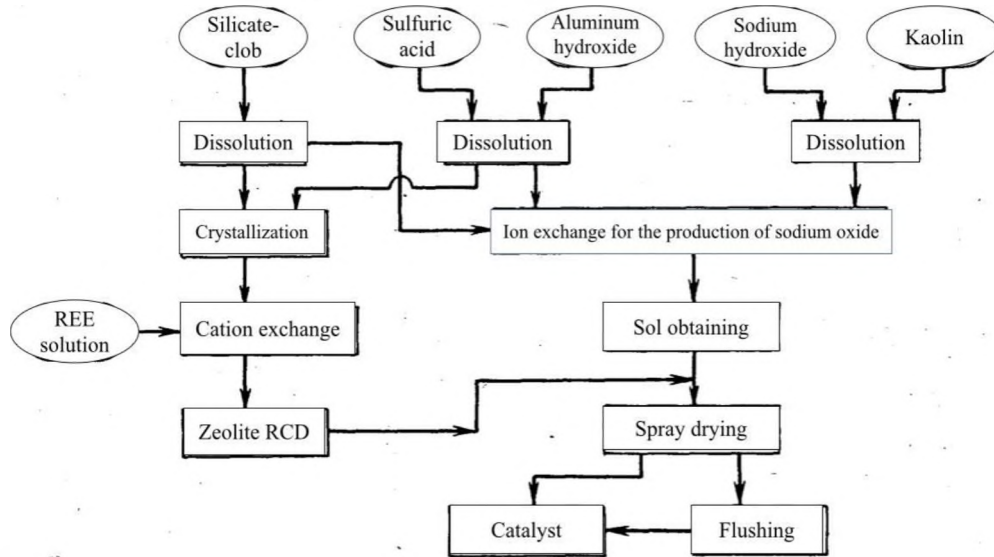 Silicate-
clob
Sulfuric
acid
Aluminum
hydroxide
Sodium
hydroxide
Kaolin
Dissolution
Dissolution
Dissolution
Crystallization
Ion exchange for the production of sodium oxide
REE
solution
Cation exchange
Sol obtaining
Zeolite RCD
Spray drying
Catalyst
Flushing